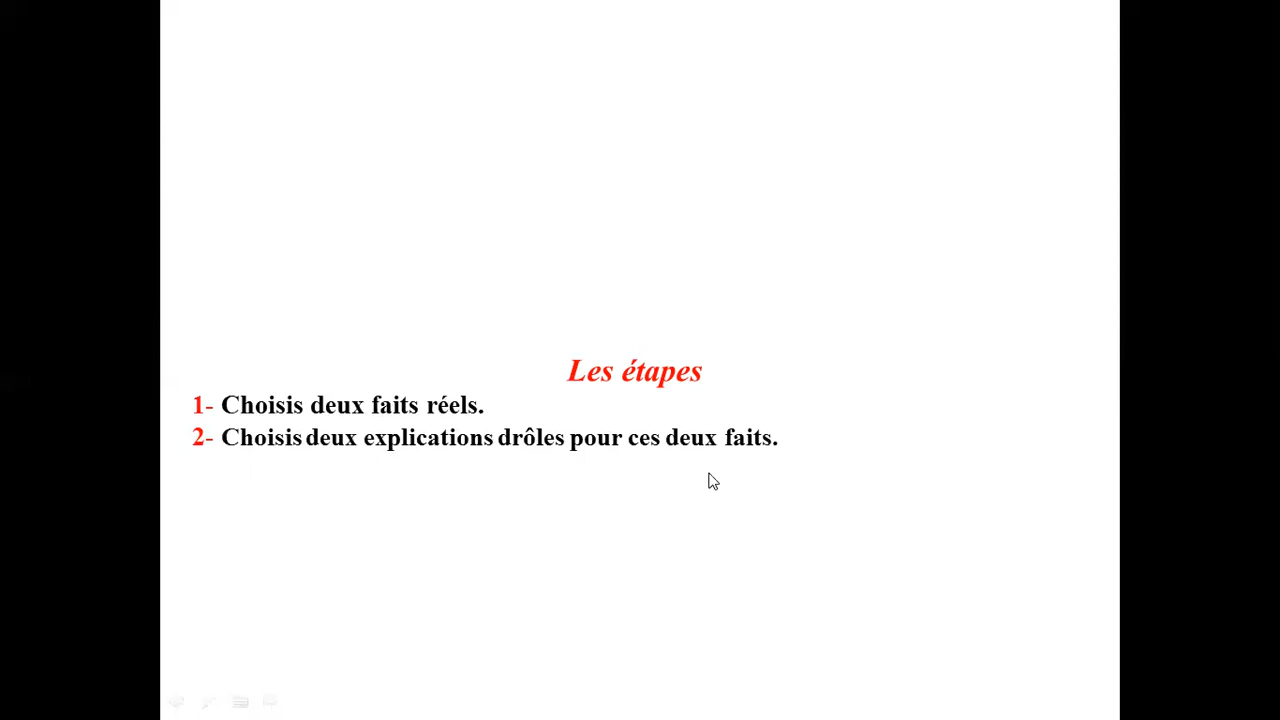 Les étapes
1- Choisis deux faits réels.
2- Choisis deux explications drôles pour ces deux faits.